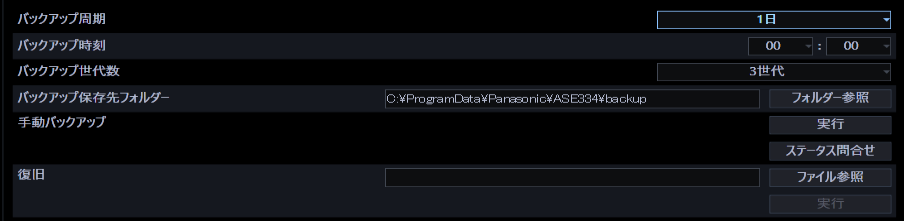 バックアップ周期 1日
バックアップ時刻 00 : 00
バックアップ世代数 3世代
バックアップ保存先フォルダー C:¥ProgramData¥Panasonic¥ASE334¥backup フォルダー参照
手動バックアップ 実行
ステータス問合せ
復旧 ファイル参照
実行